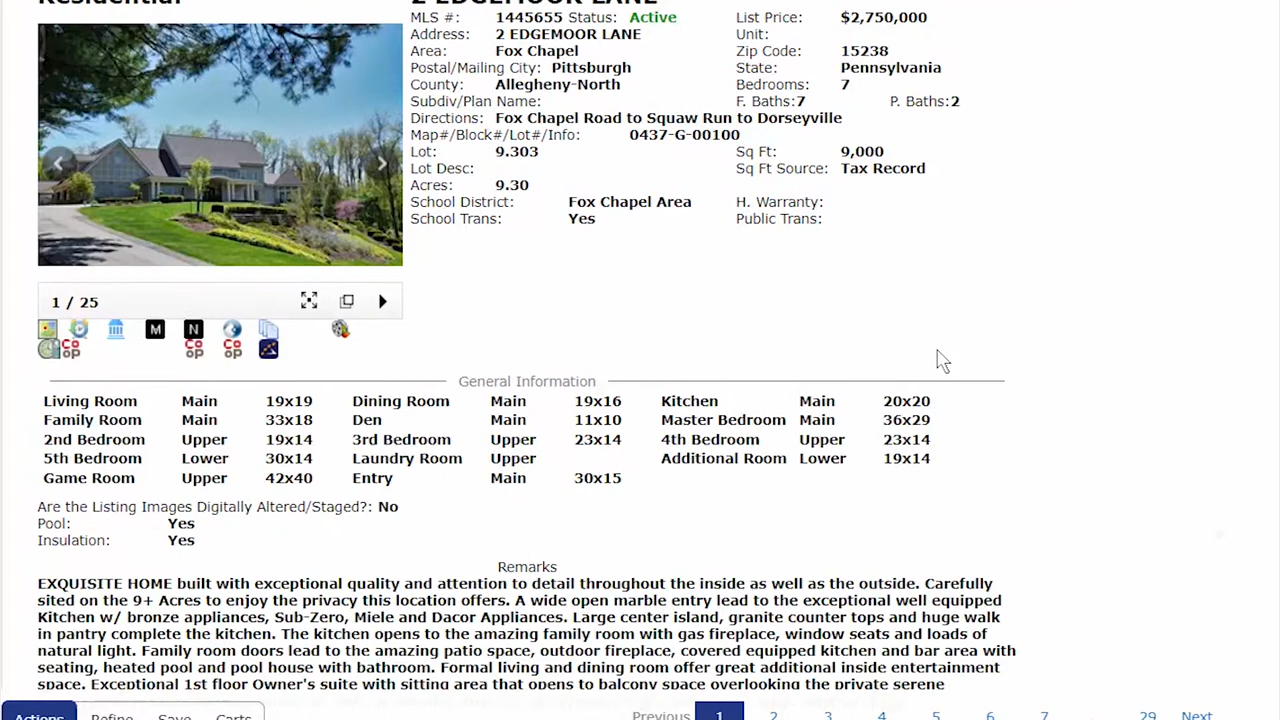 Residential
2 EDGEMOOR LANE
MLS #: 1445655 Status: Active List Price: $2,750,000
Address: 2 EDGEMOOR LANE Unit:
Area: Fox Chapel Zip Code: 15238
Postal/Mailing City: Pittsburgh State: Pennsylvania
County: Allegheny-North Bedrooms: 7
Subdiv/Plan Name: F. Baths:7 P. Baths:2
Directions: Fox Chapel Road to Squaw Run to Dorseyville
Map#/Block#/Lot#/Info: 0437-G-00100
Lot: 9.303 Sq Ft: 9,000
Lot Desc: Sq Ft Source: Tax Record
Acres: 9.30
School District: Fox Chapel Area H. Warranty:
School Trans: Yes Public Trans:
1 / 25
M N
Co op Co op Co op
General Information
Living Room Main 19x19 Dining Room Main 19x16 Kitchen Main 20x20
Family Room Main 33x18 Den Main 11x10 Master Bedroom Main 36x29
2nd Bedroom Upper 19x14 3rd Bedroom Upper 23x14 4th Bedroom Upper 23x14
5th Bedroom Lower 30x14 Laundry Room Upper Additional Room Lower 19x14
Game Room Upper 42x40 Entry Main 30x15
Are the Listing Images Digitally Altered/Staged?: No
Pool: Yes
Insulation: Yes
Remarks
EXQUISITE HOME built with exceptional quality and attention to detail throughout the inside as well as the outside. Carefully
sited on the 9+ Acres to enjoy the privacy this location offers. A wide open marble entry lead to the exceptional well equipped
Kitchen w/ bronze appliances, Sub-Zero, Miele and Dacor Appliances. Large center island, granite counter tops and huge walk
in pantry complete the kitchen. The kitchen opens to the amazing family room with gas fireplace, window seats and loads of
natural light. Family room doors lead to the amazing patio space, outdoor fireplace, covered equipped kitchen and bar area with
seating, heated pool and pool house with bathroom. Formal living and dining room offer great additional inside entertainment
space. Exceptional 1st floor Owner's suite with sitting area that opens to balcony space overlooking the private serene
Actions Refine Save Carts Previous 1 2 3 4 5 6 7 .. 29 Next